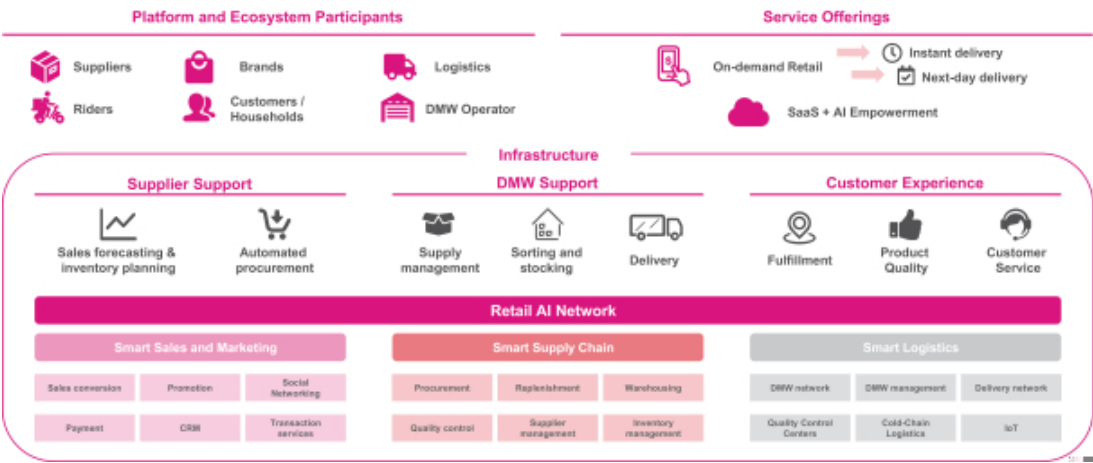 Platform and Ecosystem Participants
Service Offerings
Suppliers
Brands
Logistics
Riders
Customers /
Households
DMW Operator
On-demand Retail
Instant delivery
Next-day delivery
SaaS + AI Empowerment
Infrastructure
Supplier Support
DMW Support
Customer Experience
Sales forecasting &
inventory planning
Automated
procurement
Supply
management
Sorting and
stocking
Delivery
Fulfillment
Product
Quality
Customer
Service
Retail AI Network
Smart Sales and Marketing
Smart Supply Chain
Smart Logistics
Sales conversion
Promotion
Social
Networking
Procurement
Replenishment
Warehousing
DMW network
DMW management
Delivery network
Payment
CRM
Transaction
services
Quality control
Supplier
management
Inventory
management
Quality Control
Centers
Cold-Chain
Logistics
IoT